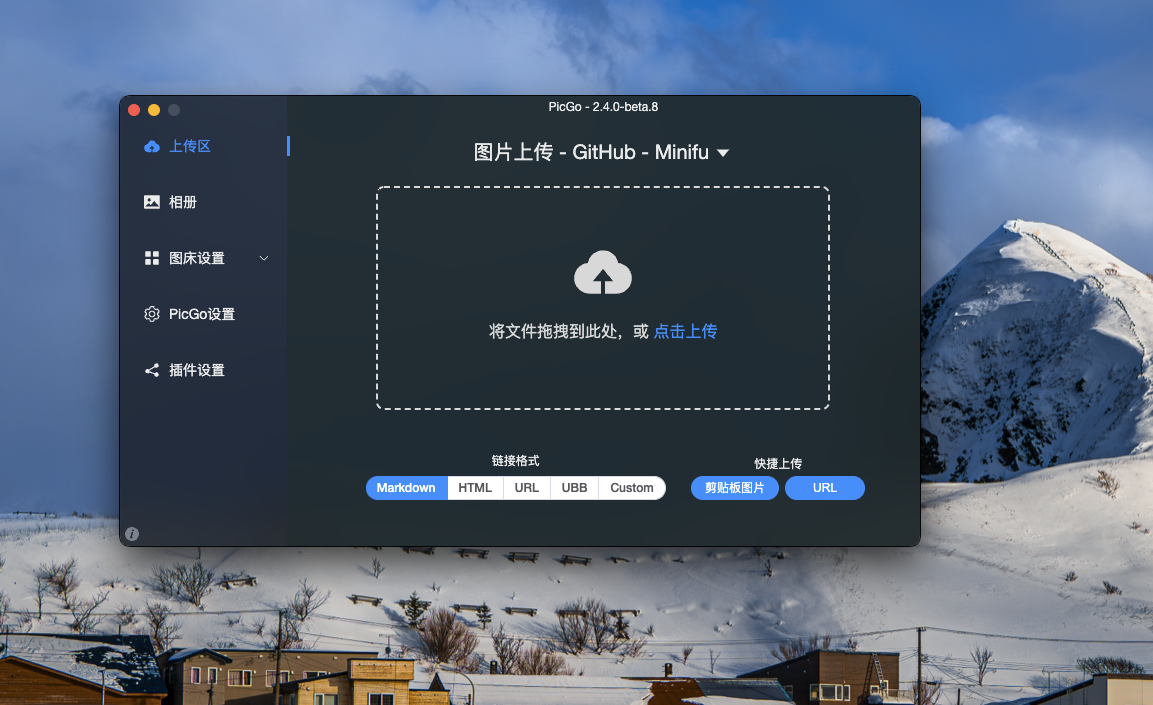 PicGo - 2.4.0-beta.8
上传区
相册
图床设置
PicGo设置
插件设置
图片上传 - GitHub - Minifu
将文件拖拽到此处，或 点击上传
链接格式
Markdown HTML URL UBB Custom
快捷上传
剪贴板图片 URL